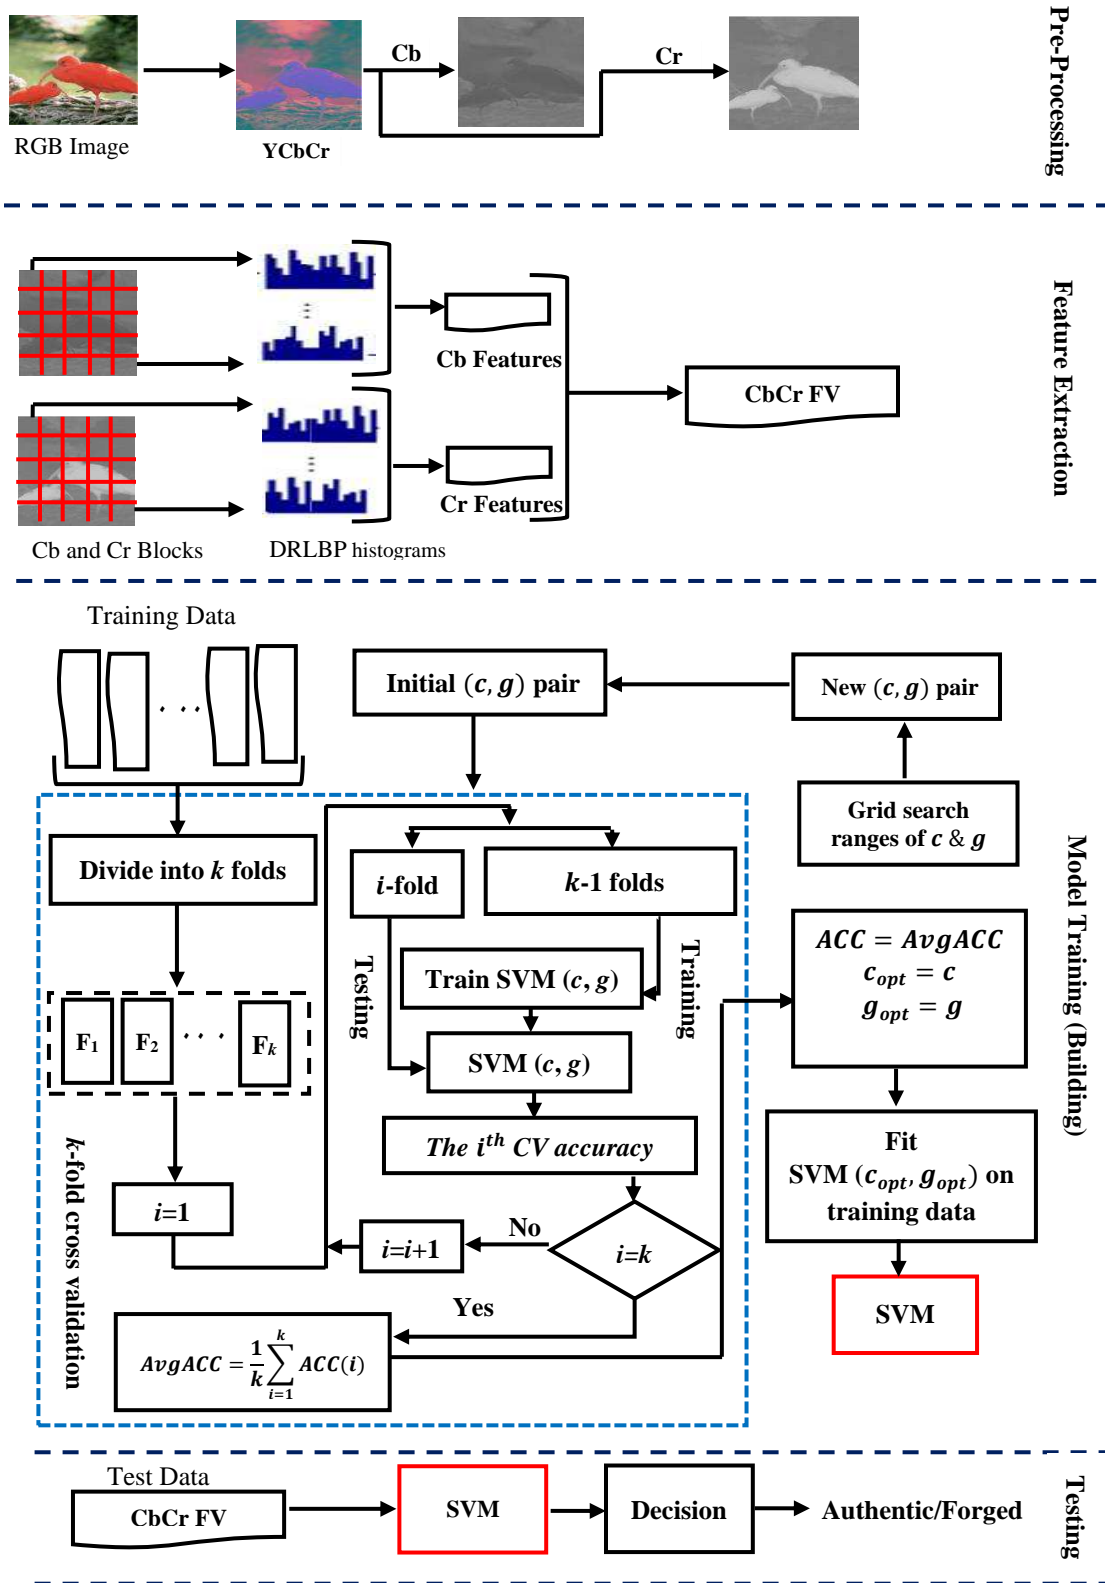 Cb
Cr
RGB Image
YCbCr
Pre-Processing
Cb Features
CbCr FV
Cr Features
Cb and Cr Blocks
DRLBP histograms
Feature Extraction
Training Data
Initial (c, g) pair
New (c, g) pair
Grid search
ranges of c & g
Divide into k folds
i-fold
k-1 folds
Testing
Training
Train SVM (c, g)
SVM (c, g)
F1
F2
. . .
Fk
The i^th CV accuracy
i=1
No
i=i+1
i=k
Yes
AvgACC = 1/k ∑_{i=1}^{k} ACC(i)
k-fold cross validation
ACC = AvgACC
c_opt = c
g_opt = g
Fit
SVM (c_opt, g_opt) on
training data
SVM
Model Training (Building)
Test Data
CbCr FV
SVM
Decision
Authentic/Forged
Testing